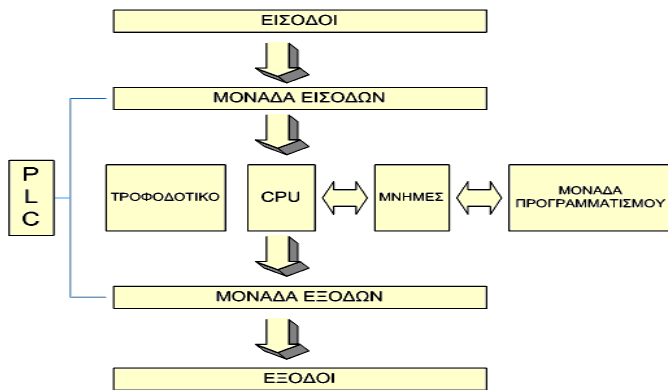 ΕΙΣΟΔΟΙ
ΜΟΝΑΔΑ ΕΙΣΟΔΩΝ
P
L
C
ΤΡΟΦΟΔΟΤΙΚΟ
CPU
ΜΝΗΜΕΣ
ΜΟΝΑΔΑ
ΠΡΟΓΡΑΜΜΑΤΙΣΜΟΥ
ΜΟΝΑΔΑ ΕΞΟΔΩΝ
ΕΞΟΔΟΙ